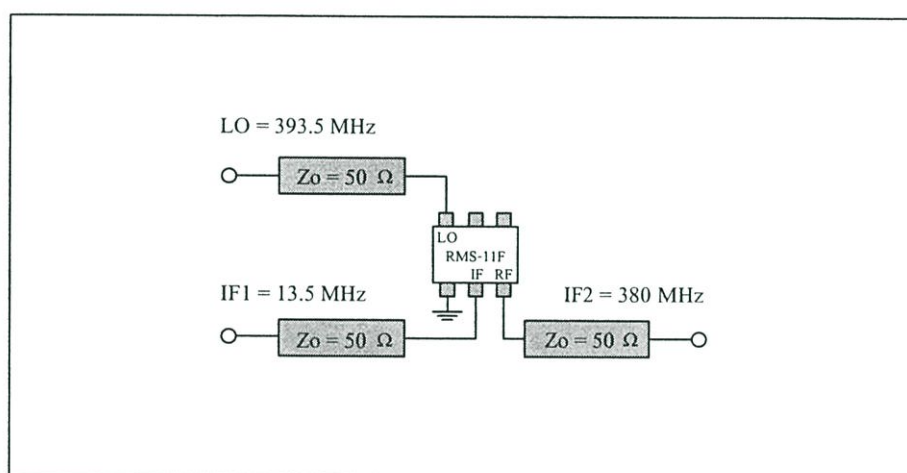 LO = 393.5 MHz
Zo = 50 Ω
LO
RMS-11F
IF RF
IF1 = 13.5 MHz
IF2 = 380 MHz
Zo = 50 Ω
Zo = 50 Ω